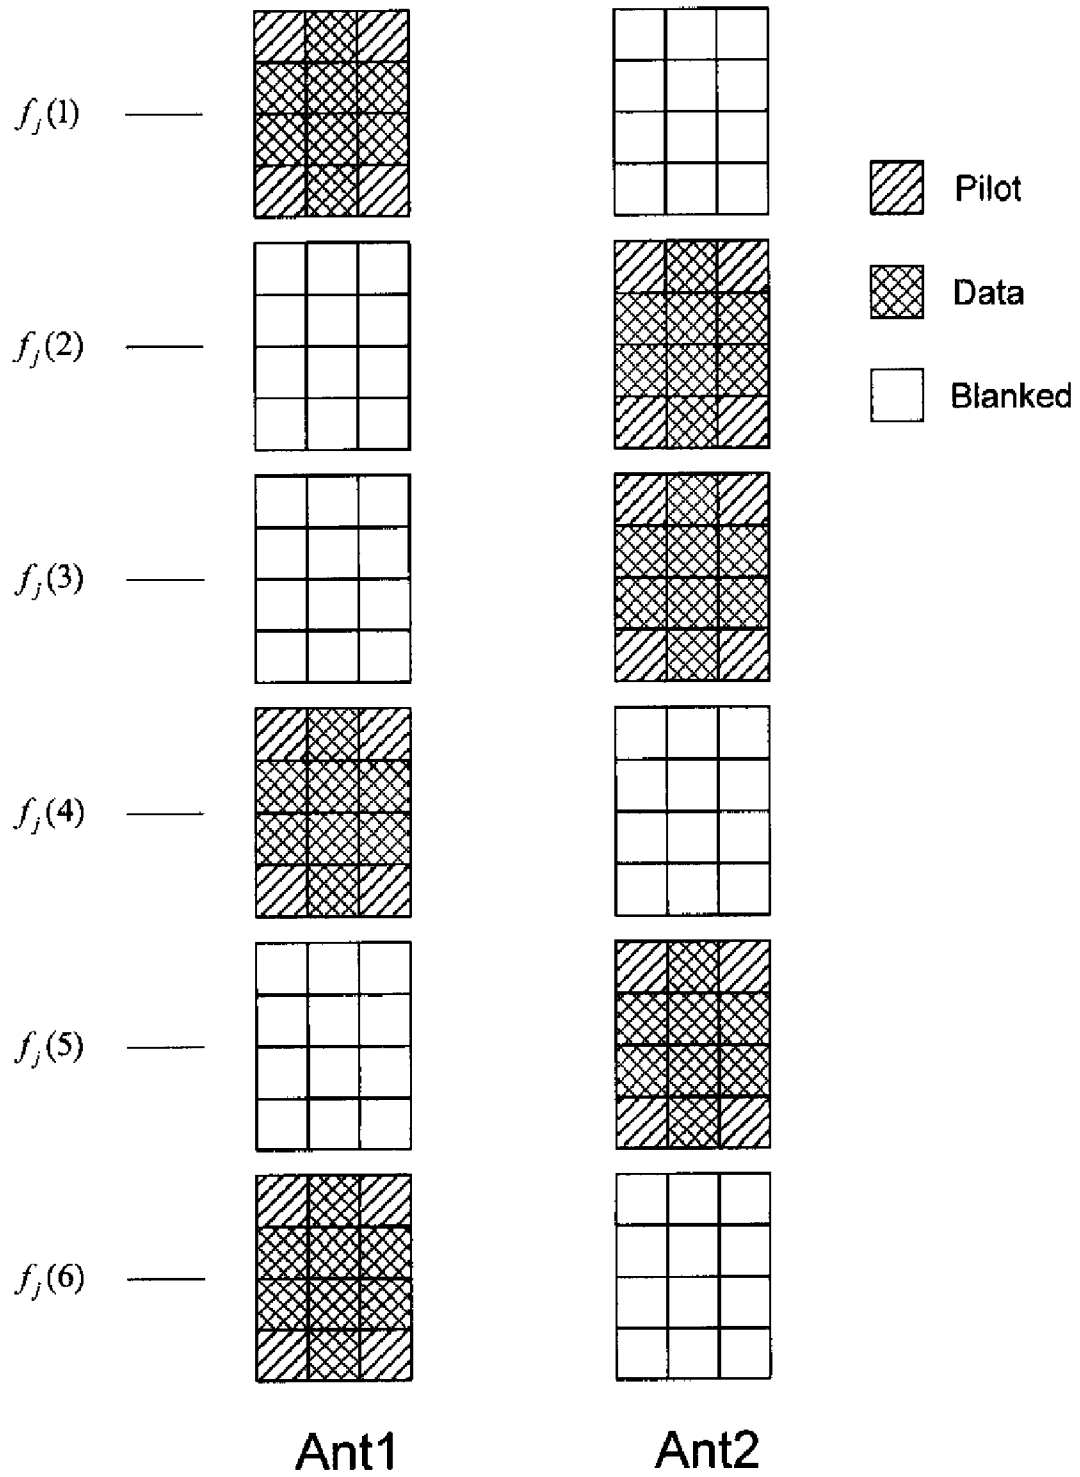 f_j(1)
Pilot
Data
f_j(2)
Blanked
f_j(3)
f_j(4)
f_j(5)
f_j(6)
Ant1 Ant2